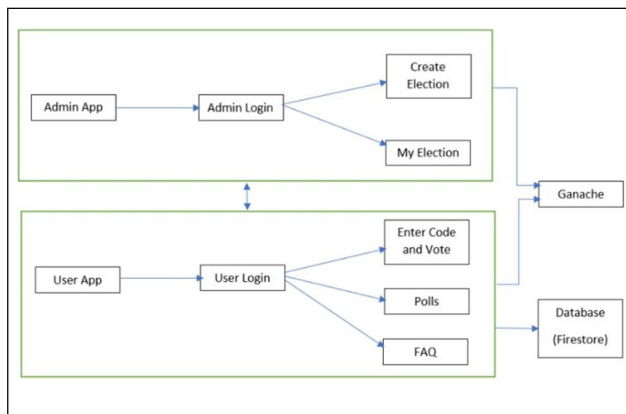 Create
Election
Admin App
Admin Login
My Election
Ganache
Enter Code
and Vote
User App
User Login
Polls
Database
(Firestore)
FAQ